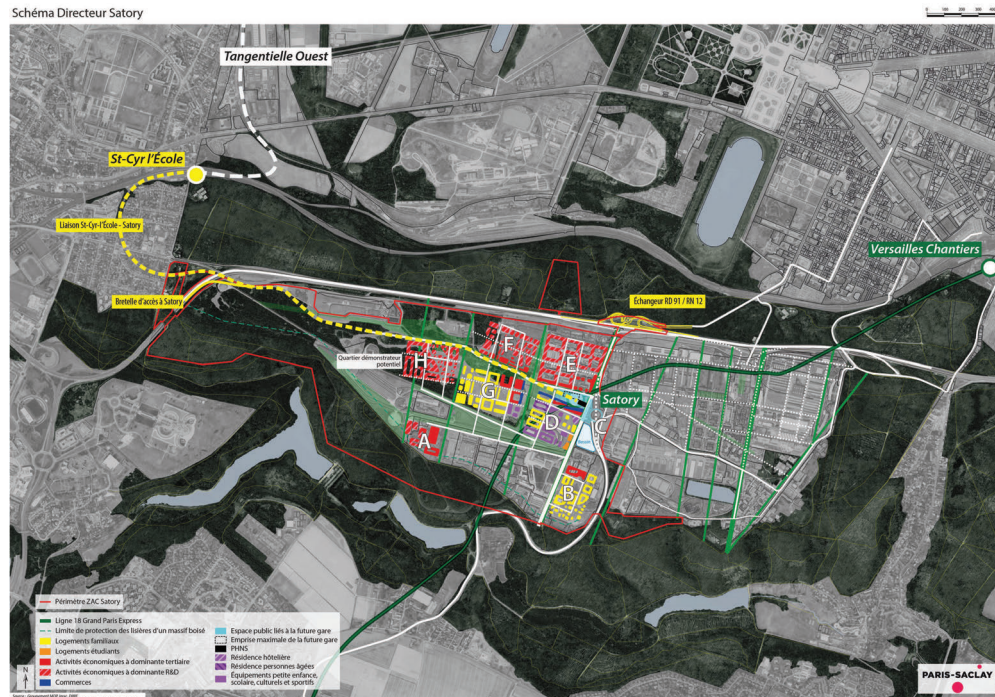 Schéma Directeur Satory
Tangentielle Ouest
St-Cyr l'École
Liaison St-Cyr-l'École - Satory
Versailles Chantiers
Bretelle d'accès à Satory
Échangeur RD 91 / RN 12
Quartier démonstrateur
potentiel
F
E
H
G
Satory
D
C
A
B
Périmètre ZAC Satory
Ligne 18 Grand Paris Express
Limite de protection des lisières d'un massif boisé
Logements familiaux
Logements étudiants
Activités économiques à dominante tertiaire
Activités économiques à dominante R&D
Commerces
Espace public liés à la future gare
Emprise maximale de la future gare
PHNS
Résidence hôtelière
Résidence personnes âgées
Équipements petite enfance,
scolaire, culturels et sportifs
N
PARIS-SACLAY